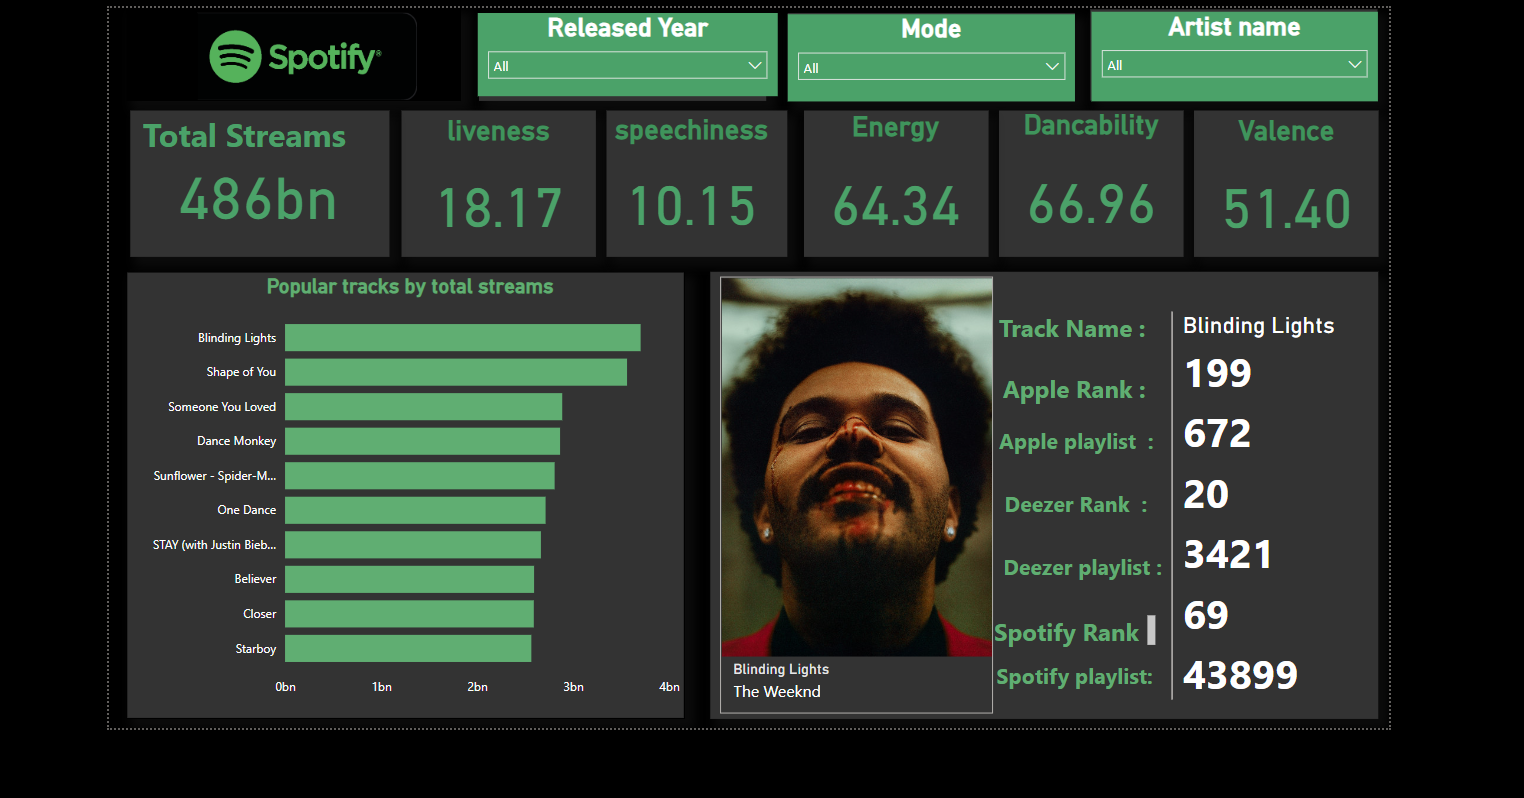 Spotify®
Released Year
All
Mode
All
Artist name
All
Total Streams
486bn
liveness
18.17
speechiness
10.15
Energy
64.34
Dancability
66.96
Valence
51.40
Popular tracks by total streams
Blinding Lights
Shape of You
Someone You Loved
Dance Monkey
Sunflower - Spider-M...
One Dance
STAY (with Justin Bieb...
Believer
Closer
Starboy
0bn 1bn 2bn 3bn 4bn
Blinding Lights
The Weeknd
Track Name : Blinding Lights
Apple Rank : 199
Apple playlist : 672
Deezer Rank : 20
Deezer playlist : 3421
Spotify Rank 69
Spotify playlist: 43899